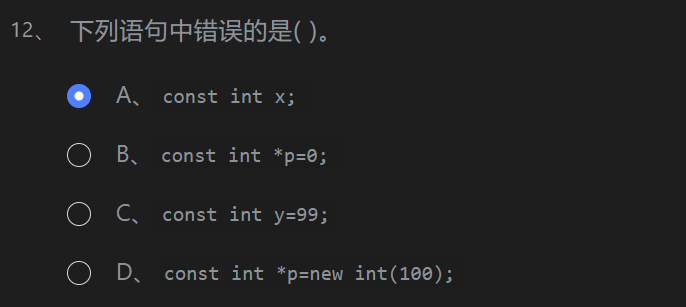 12、 下列语句中错误的是( )。
A、 const int x;
B、 const int *p=0;
C、 const int y=99;
D、 const int *p=new int(100);